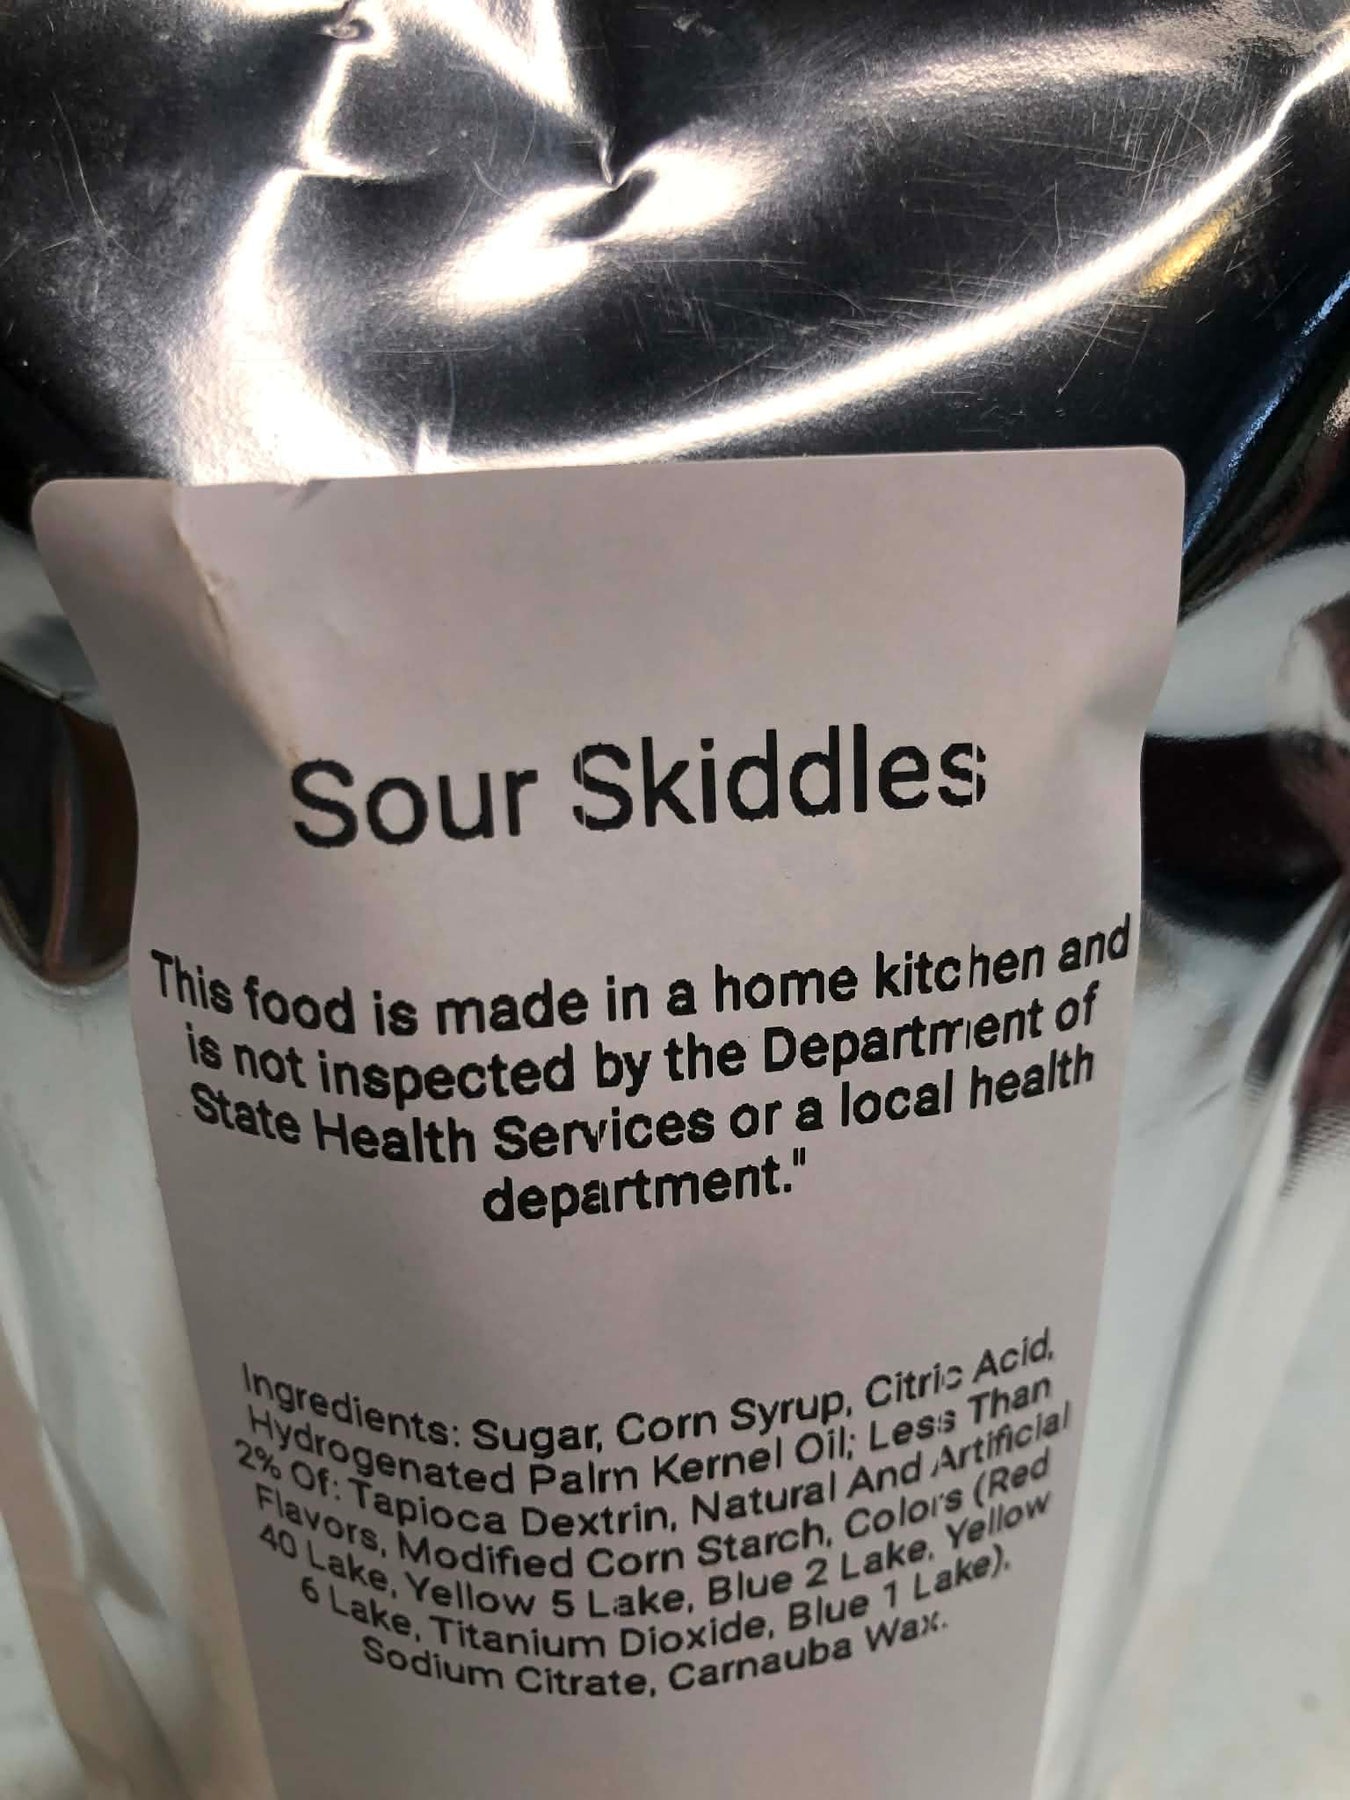 Sour Skiddles
This food is made in a home kitchen and
is not inspected by the Department of
State Health Services or a local health
department."
Ingredients: Sugar, Corn Syrup, Citric Acid,
Hydrogenated Palm Kernel Oil; Less Than
2% Of: Tapioca Dextrin, Natural And Artificial
Flavors, Modified Corn Starch, Colors (Red
40 Lake, Yellow 5 Lake, Blue 2 Lake, Yellow
6 Lake, Titanium Dioxide, Blue 1 Lake),
Sodium Citrate, Carnauba Wax.